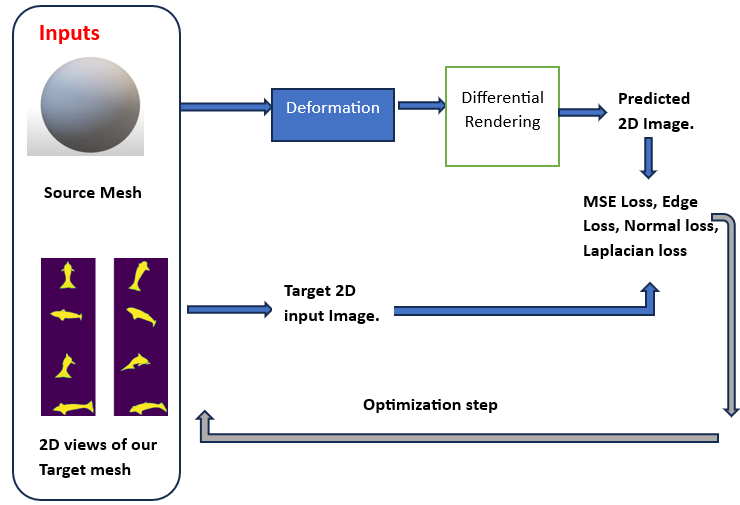 Inputs
Source Mesh
2D views of our
Target mesh
Deformation
Differential
Rendering
Predicted
2D Image.
MSE Loss, Edge
Loss, Normal loss,
Laplacian loss
Target 2D
input Image.
Optimization step